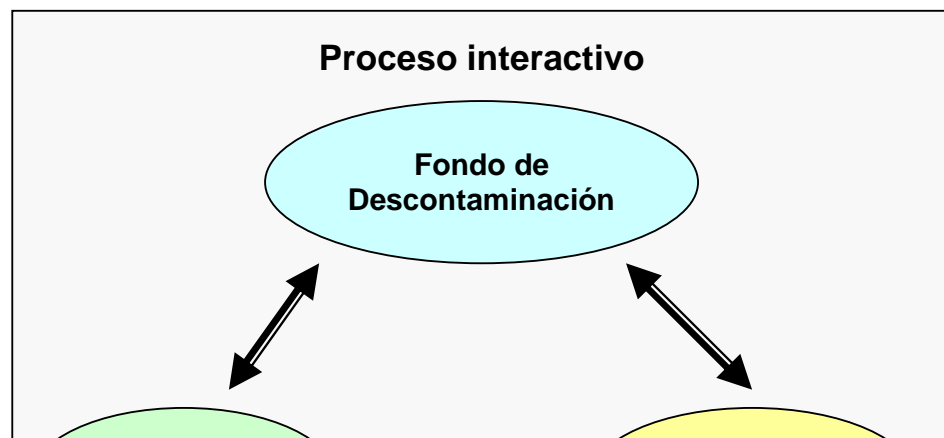 Proceso interactivo
Fondo de
Descontaminación